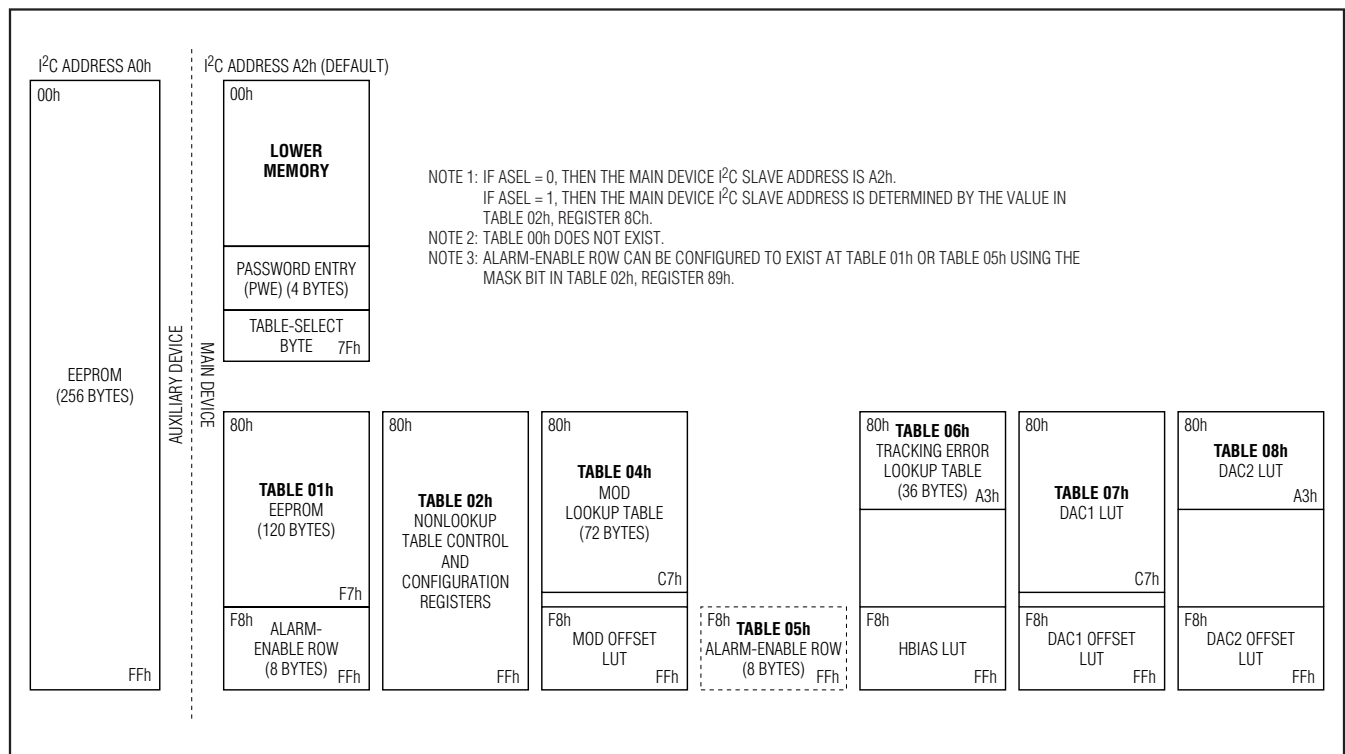 I²C ADDRESS A0h
00h
EEPROM
(256 BYTES)
FFh
AUXILIARY DEVICE
MAIN DEVICE
I²C ADDRESS A2h (DEFAULT)
00h
LOWER
MEMORY
PASSWORD ENTRY
(PWE) (4 BYTES)
TABLE-SELECT
BYTE 7Fh
NOTE 1: IF ASEL = 0, THEN THE MAIN DEVICE I²C SLAVE ADDRESS IS A2h.
IF ASEL = 1, THEN THE MAIN DEVICE I²C SLAVE ADDRESS IS DETERMINED BY THE VALUE IN
TABLE 02h, REGISTER 8Ch.
NOTE 2: TABLE 00h DOES NOT EXIST.
NOTE 3: ALARM-ENABLE ROW CAN BE CONFIGURED TO EXIST AT TABLE 01h OR TABLE 05h USING THE
MASK BIT IN TABLE 02h, REGISTER 89h.
80h
TABLE 01h
EEPROM
(120 BYTES)
F7h
F8h
ALARM-
ENABLE ROW
(8 BYTES) FFh
80h
TABLE 02h
NONLOOKUP
TABLE CONTROL
AND
CONFIGURATION
REGISTERS
FFh
80h
TABLE 04h
MOD
LOOKUP TABLE
(72 BYTES)
C7h
F8h
MOD OFFSET
LUT
FFh
F8h
TABLE 05h
ALARM-ENABLE ROW
(8 BYTES) FFh
80h
TABLE 06h
TRACKING ERROR
LOOKUP TABLE
(36 BYTES) A3h
F8h
HBIAS LUT
FFh
80h
TABLE 07h
DAC1 LUT
C7h
F8h
DAC1 OFFSET
LUT
FFh
80h
TABLE 08h
DAC2 LUT
A3h
F8h
DAC2 OFFSET
LUT
FFh